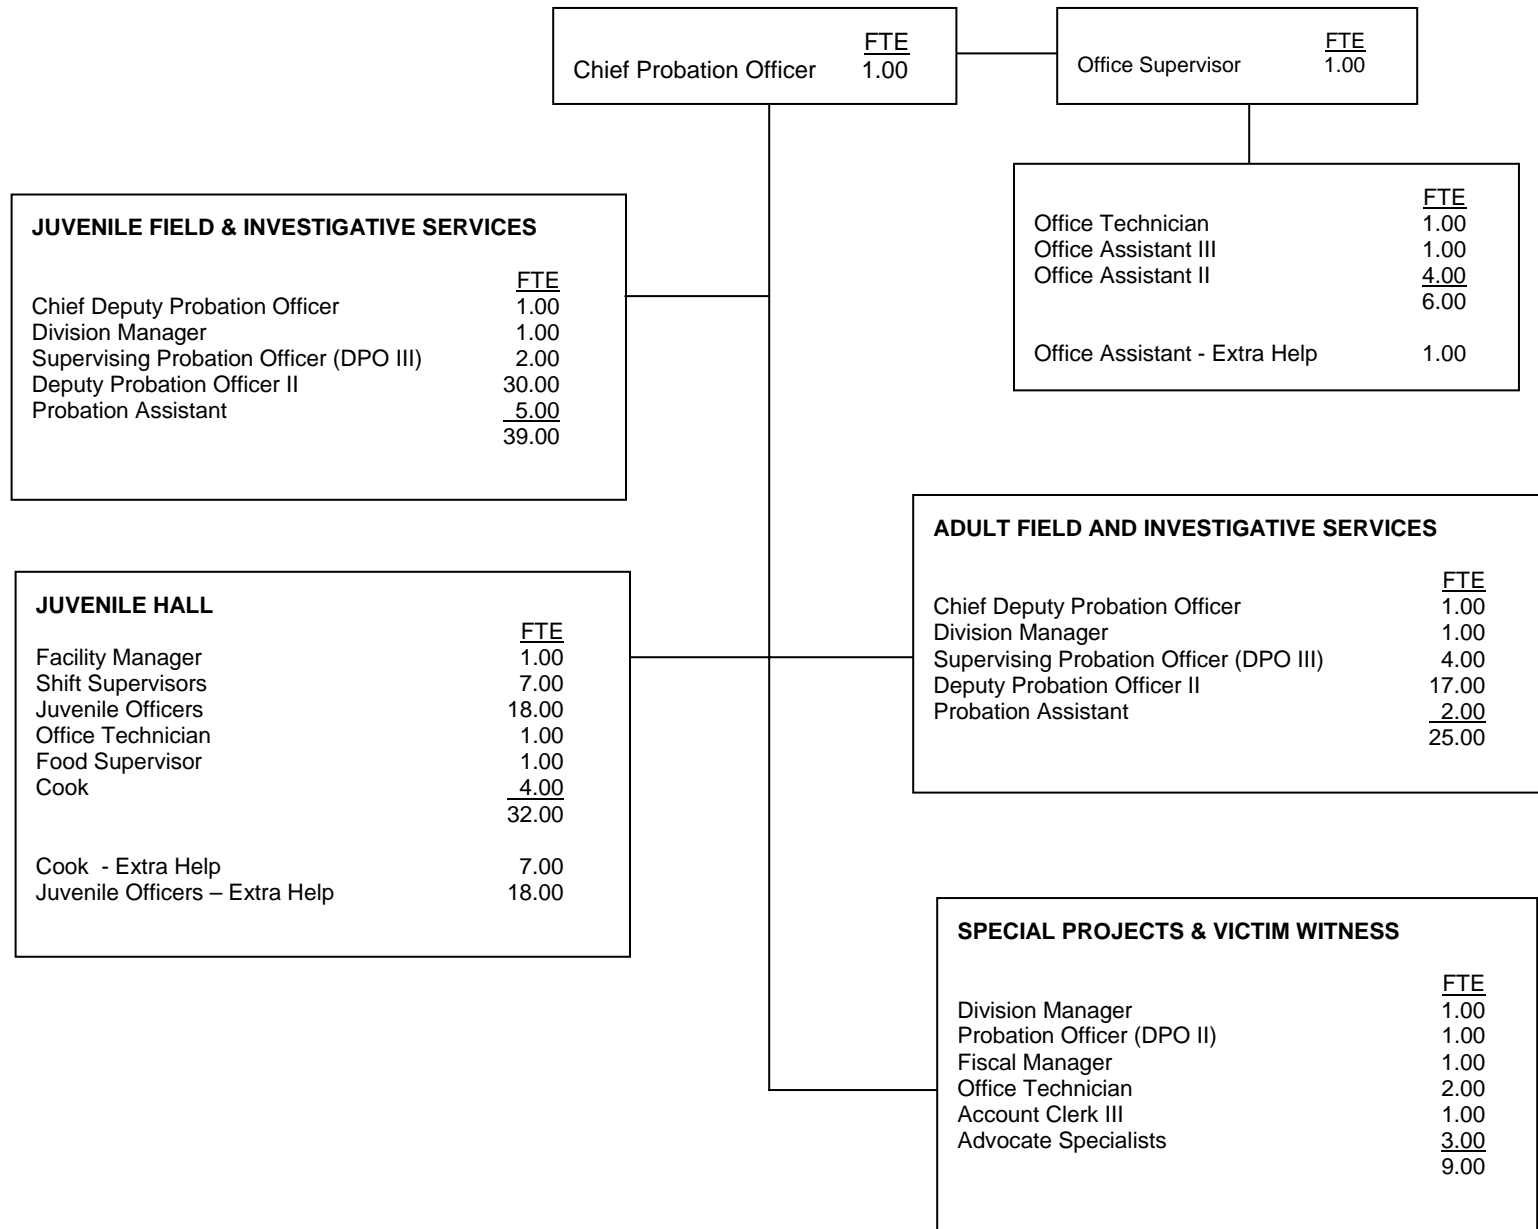 FTE
Chief Probation Officer 1.00
FTE
Office Supervisor 1.00
FTE
Office Technician 1.00
Office Assistant III 1.00
Office Assistant II 4.00
6.00
Office Assistant - Extra Help 1.00
JUVENILE FIELD & INVESTIGATIVE SERVICES
FTE
Chief Deputy Probation Officer 1.00
Division Manager 1.00
Supervising Probation Officer (DPO III) 2.00
Deputy Probation Officer II 30.00
Probation Assistant 5.00
39.00
ADULT FIELD AND INVESTIGATIVE SERVICES
FTE
Chief Deputy Probation Officer 1.00
Division Manager 1.00
Supervising Probation Officer (DPO III) 4.00
Deputy Probation Officer II 17.00
Probation Assistant 2.00
25.00
JUVENILE HALL
FTE
Facility Manager 1.00
Shift Supervisors 7.00
Juvenile Officers 18.00
Office Technician 1.00
Food Supervisor 1.00
Cook 4.00
32.00
Cook - Extra Help 7.00
Juvenile Officers – Extra Help 18.00
SPECIAL PROJECTS & VICTIM WITNESS
FTE
Division Manager 1.00
Probation Officer (DPO II) 1.00
Fiscal Manager 1.00
Office Technician 2.00
Account Clerk III 1.00
Advocate Specialists 3.00
9.00